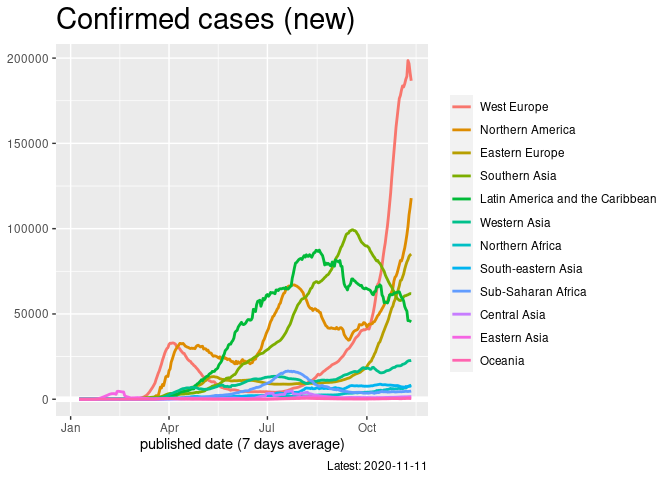 Confirmed cases (new)
200000
150000
100000
50000
0
Jan
Apr
Jul
Oct
published date (7 days average)
Latest: 2020-11-11
West Europe
Northern America
Eastern Europe
Southern Asia
Latin America and the Caribbean
Western Asia
Northern Africa
South-eastern Asia
Sub-Saharan Africa
Central Asia
Eastern Asia
Oceania